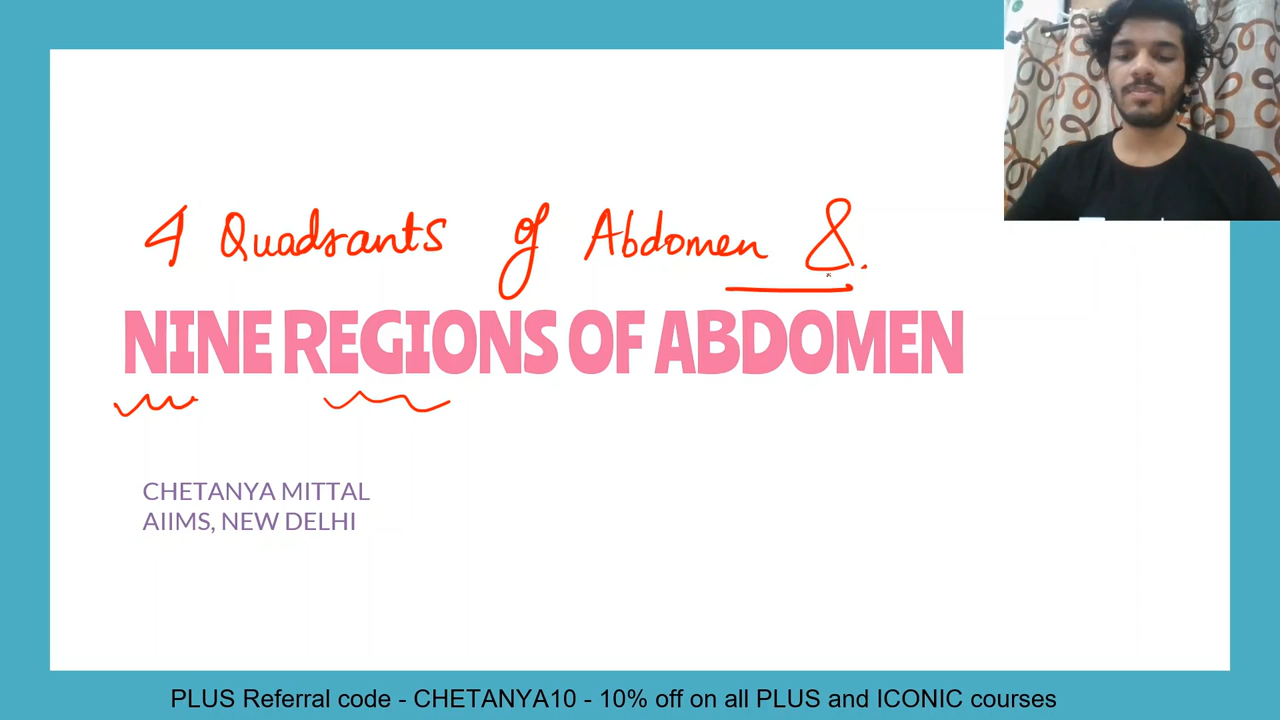 4 Quadrants of Abdomen &.
NINE REGIONS OF ABDOMEN
CHETANYA MITTAL
AIIMS, NEW DELHI
PLUS Referral code - CHETANYA10 - 10% off on all PLUS and ICONIC courses